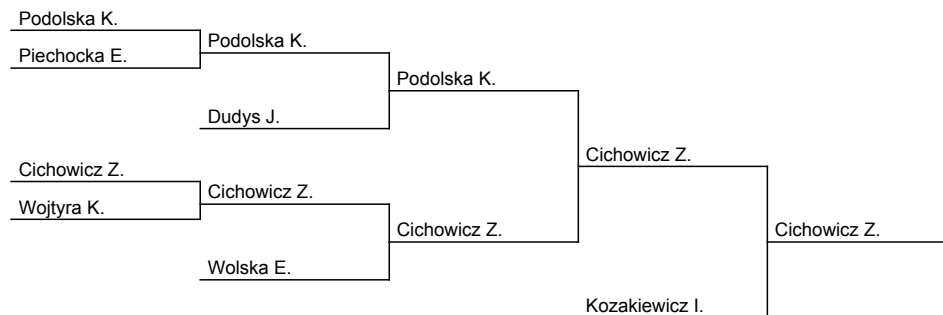 Podolska K.
Piechocka E.
Podolska K.
Dudys J.
Podolska K.
Cichowicz Z.
Wojtyra K.
Cichowicz Z.
Wolska E.
Cichowicz Z.
Cichowicz Z.
Kozakiewicz I.
Cichowicz Z.